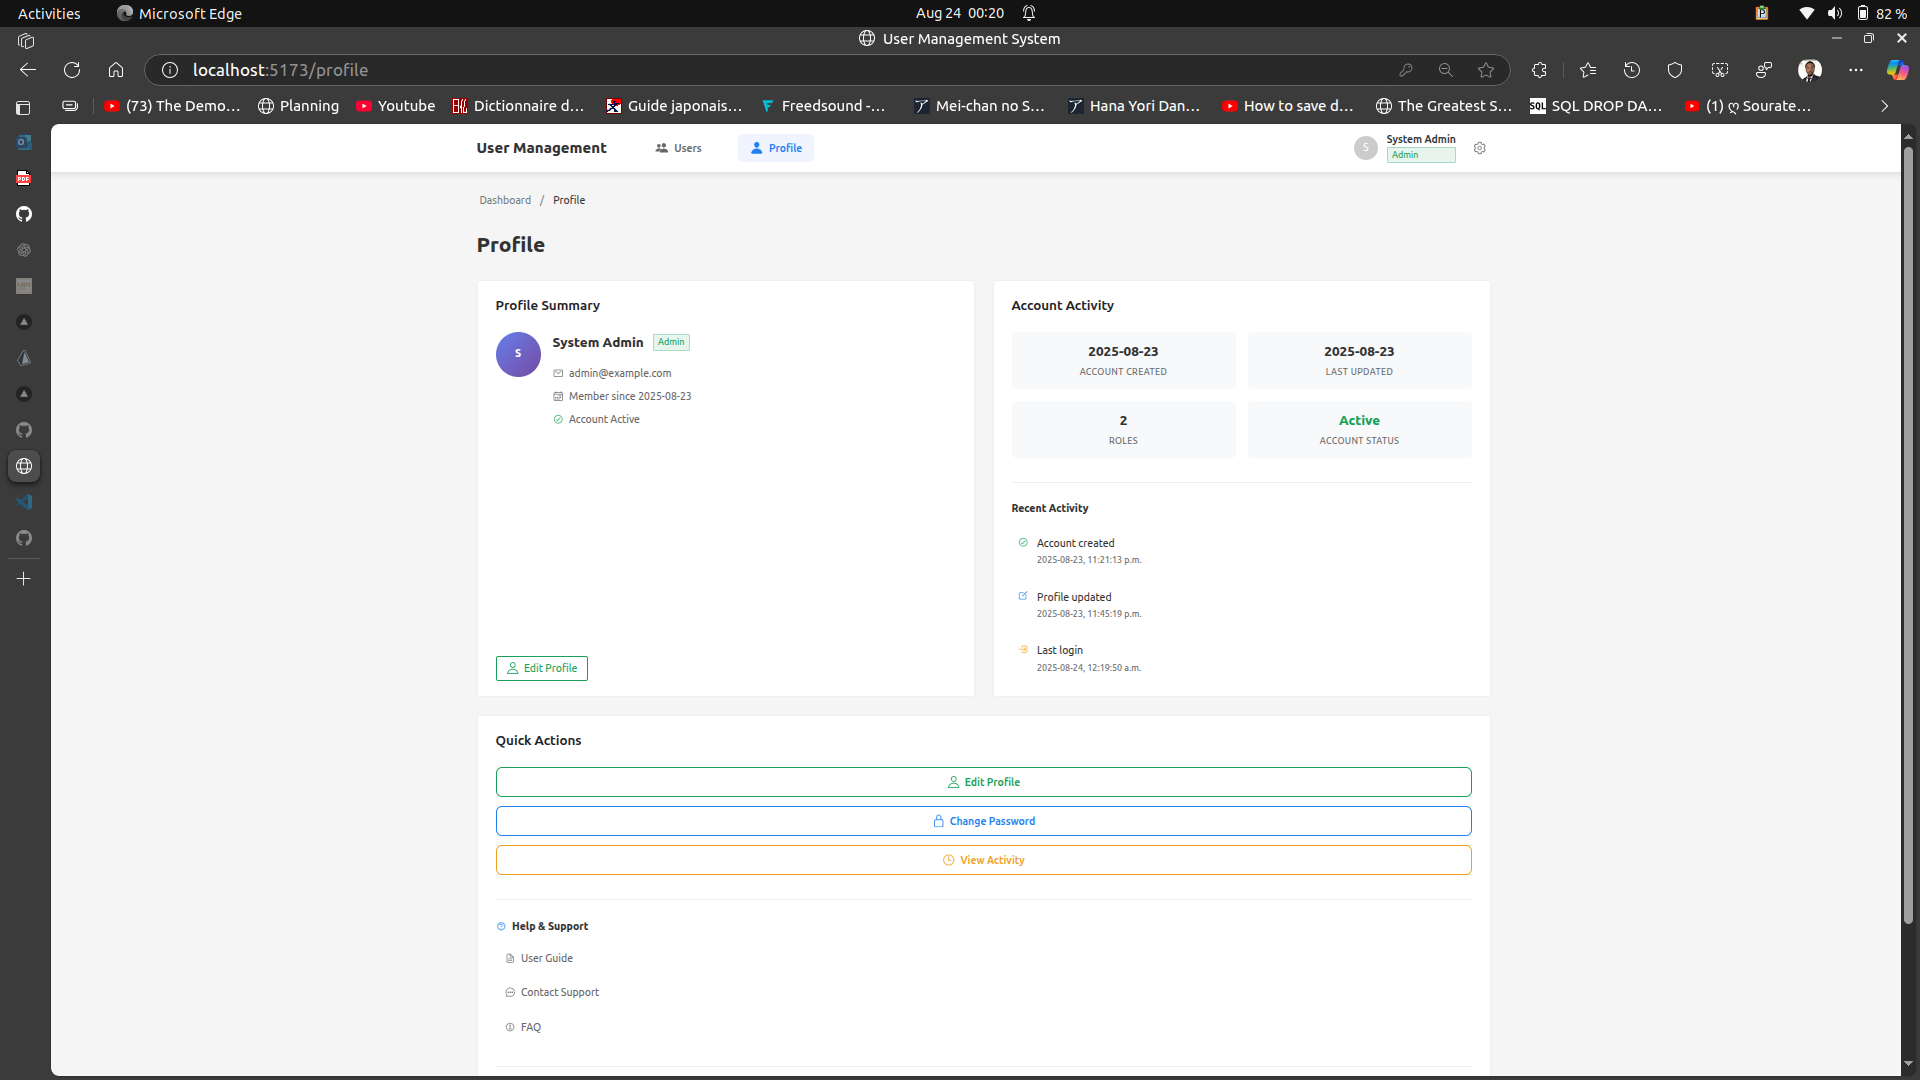 Activities Microsoft Edge Aug 24 00:20 82 %
User Management System
localhost:5173/profile
(73) The Demo... Planning Youtube Dictionnaire d... Guide japonais... Freedsound -... Mei-chan no S... Hana Yori Dan... How to save d... The Greatest S... SQL DROP DA... (1) ღ Sourate...
User Management Users Profile S System Admin
Admin
Dashboard / Profile
Profile
Profile Summary
S System Admin Admin
admin@example.com
Member since 2025-08-23
Account Active
Edit Profile
Account Activity
2025-08-23
ACCOUNT CREATED
2025-08-23
LAST UPDATED
2
ROLES
Active
ACCOUNT STATUS
Recent Activity
Account created
2025-08-23, 11:21:13 p.m.
Profile updated
2025-08-23, 11:45:19 p.m.
Last login
2025-08-24, 12:19:50 a.m.
Quick Actions
Edit Profile
Change Password
View Activity
Help & Support
User Guide
Contact Support
FAQ